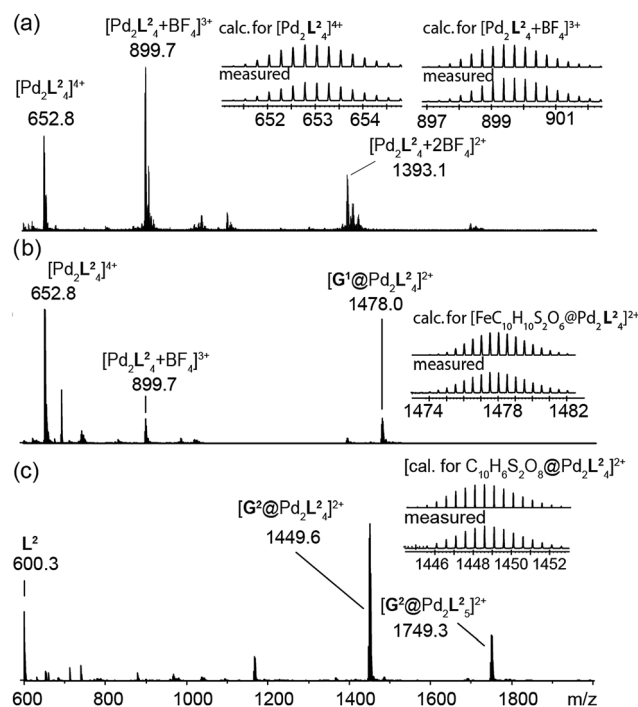 (a)
[Pd₂L²₄+BF₄]³⁺
899.7
[Pd₂L²₄]⁴⁺
652.8
calc.for [Pd₂L²₄]⁴⁺
measured
652 653 654
calc.for [Pd₂L²₄+BF₄]³⁺
measured
897 899 901
[Pd₂L²₄+2BF₄]²⁺
1393.1
(b)
[Pd₂L²₄]⁴⁺
652.8
[Pd₂L²₄+BF₄]³⁺
899.7
[G¹@Pd₂L²₄]²⁺
1478.0
calc. for [FeC₁₀H₁₀S₂O₆@Pd₂L²₄]²⁺
measured
1474 1478 1482
(c)
L²
600.3
[G²@Pd₂L²₄]²⁺
1449.6
[cal. for C₁₀H₆S₂O₈@Pd₂L²₄]²⁺
measured
1446 1448 1450 1452
[G²@Pd₂L²₅]²⁺
1749.3
600 800 1000 1200 1400 1600 1800 m/z